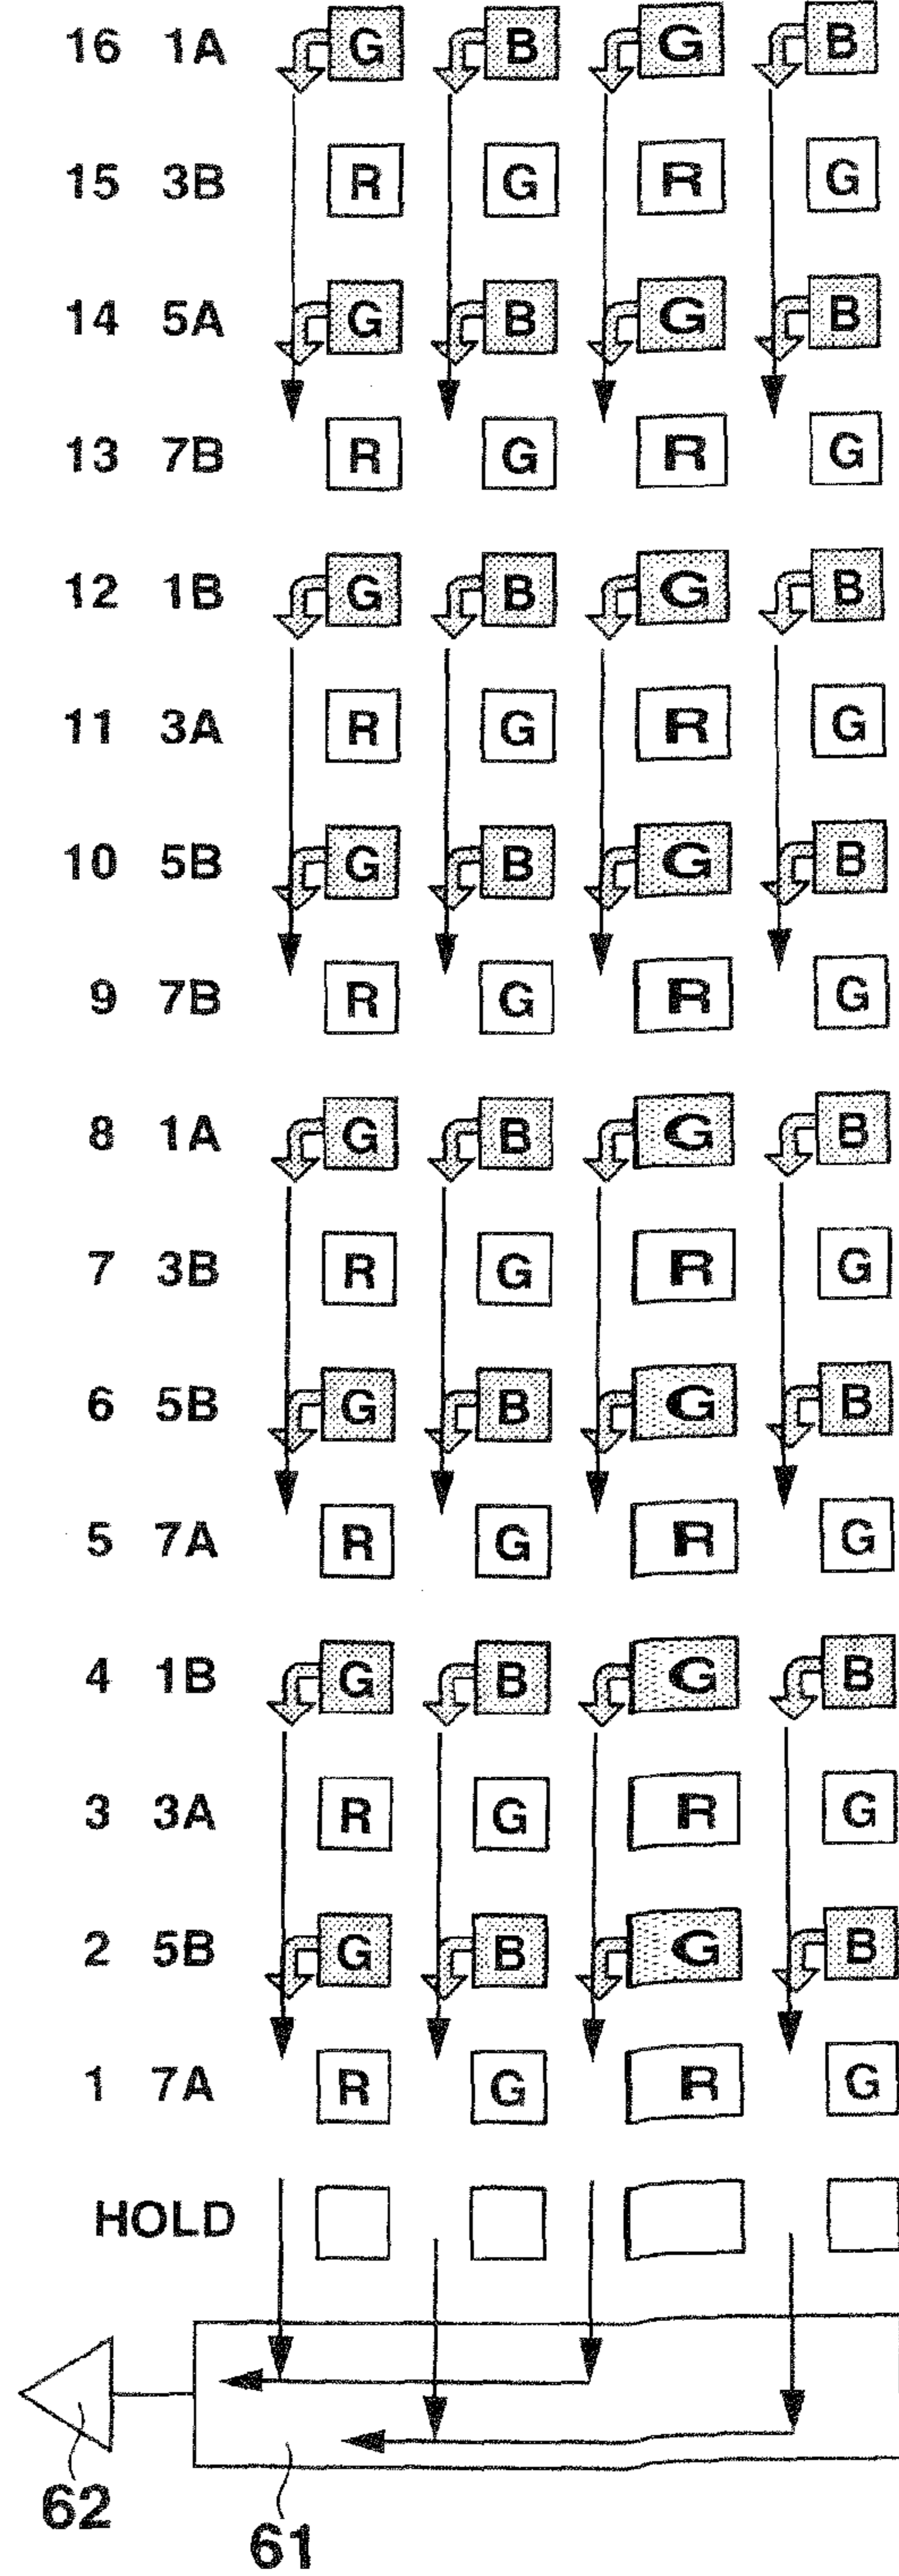 16 1A G B G B
15 3B R G R G
14 5A G B G B
13 7B R G R G
12 1B G B G B
11 3A R G R G
10 5B G B G B
9 7B R G R G
8 1A G B G B
7 3B R G R G
6 5B G B G B
5 7A R G R G
4 1B G B G B
3 3A R G R G
2 5B G B G B
1 7A R G R G
HOLD
62
61